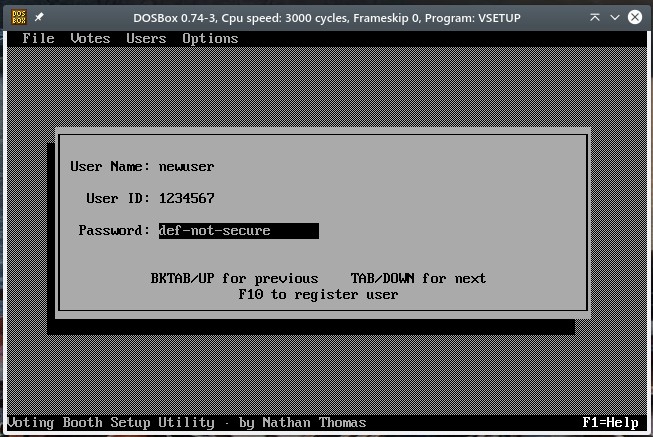 DOS BOX
DOSBox 0.74-3, Cpu speed: 3000 cycles, Frameskip 0, Program: VSETUP
File Votes Users Options
User Name: newuser
User ID: 1234567
Password: def-not-secure
BKTAB/UP for previous TAB/DOWN for next
F10 to register user
Voting Booth Setup Utility · by Nathan Thomas F1=Help